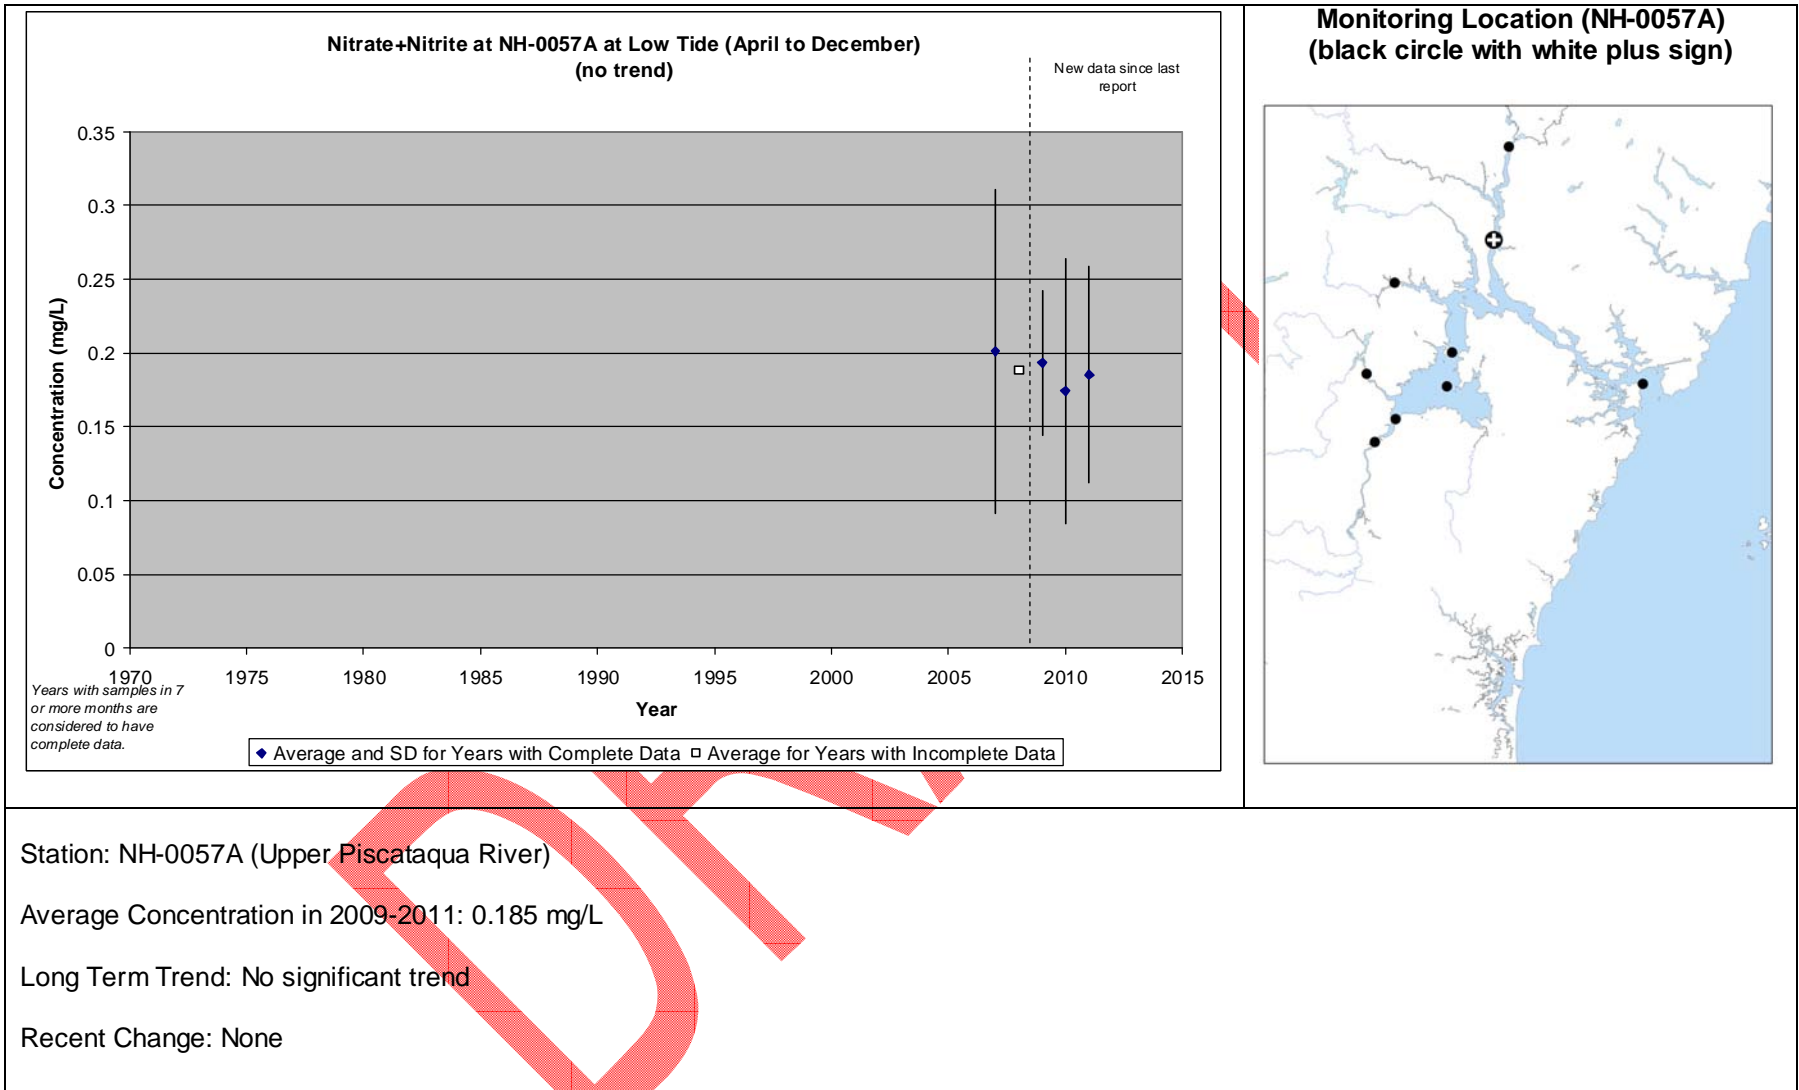 Nitrate+Nitrite at NH-0057A at Low Tide (April to December)
(no trend)
New data since last
report
0.35
0.3
0.25
0.2
0.15
0.1
0.05
0
Concentration (mg/L)
1970 1975 1980 1985 1990 1995 2000 2005 2010 2015
Year
Years with samples in 7
or more months are
considered to have
complete data.
Average and SD for Years with Complete Data Average for Years with Incomplete Data
Monitoring Location (NH-0057A)
(black circle with white plus sign)
Station: NH-0057A (Upper Piscataqua River)
Average Concentration in 2009-2011: 0.185 mg/L
Long Term Trend: No significant trend
Recent Change: None